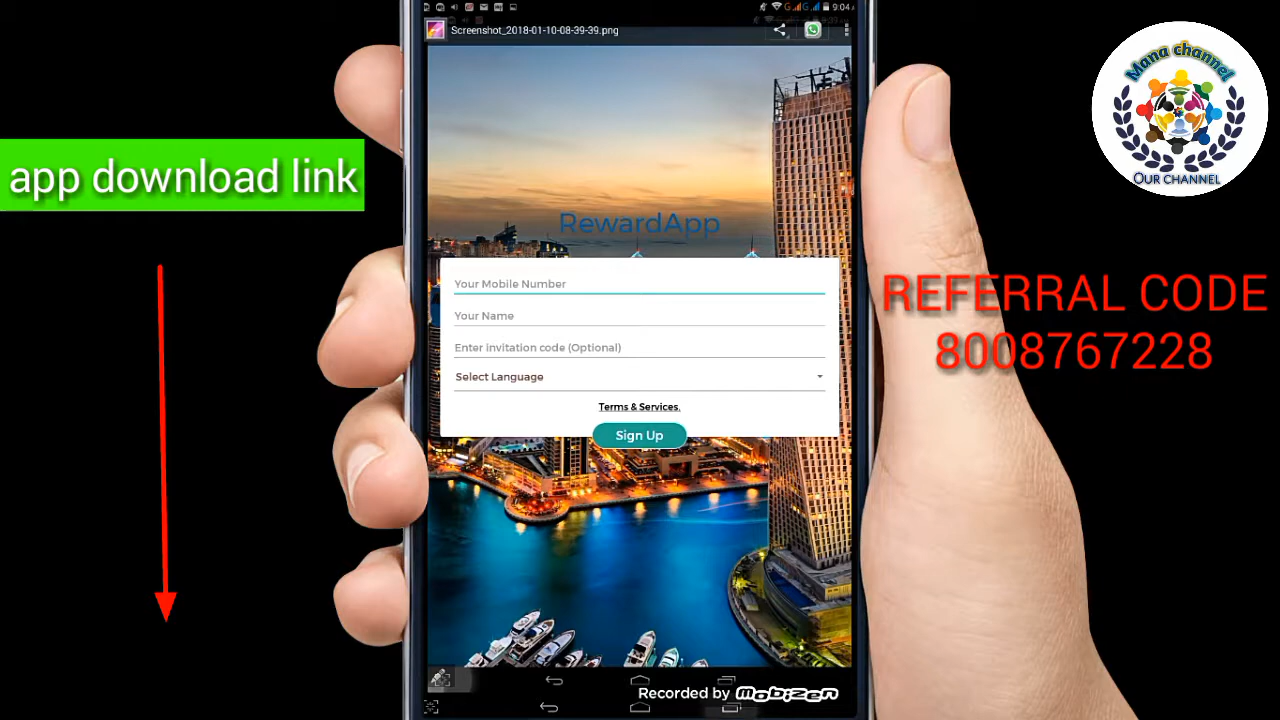 9:04
Screenshot_2018-01-10-08-39-39.png
Mana channel
OUR CHANNEL
app download link
RewardApp
Your Mobile Number
Your Name
Enter invitation code (Optional)
Select Language
Terms & Services.
Sign Up
REFERRAL CODE
8008767228
Recorded by Mobizen